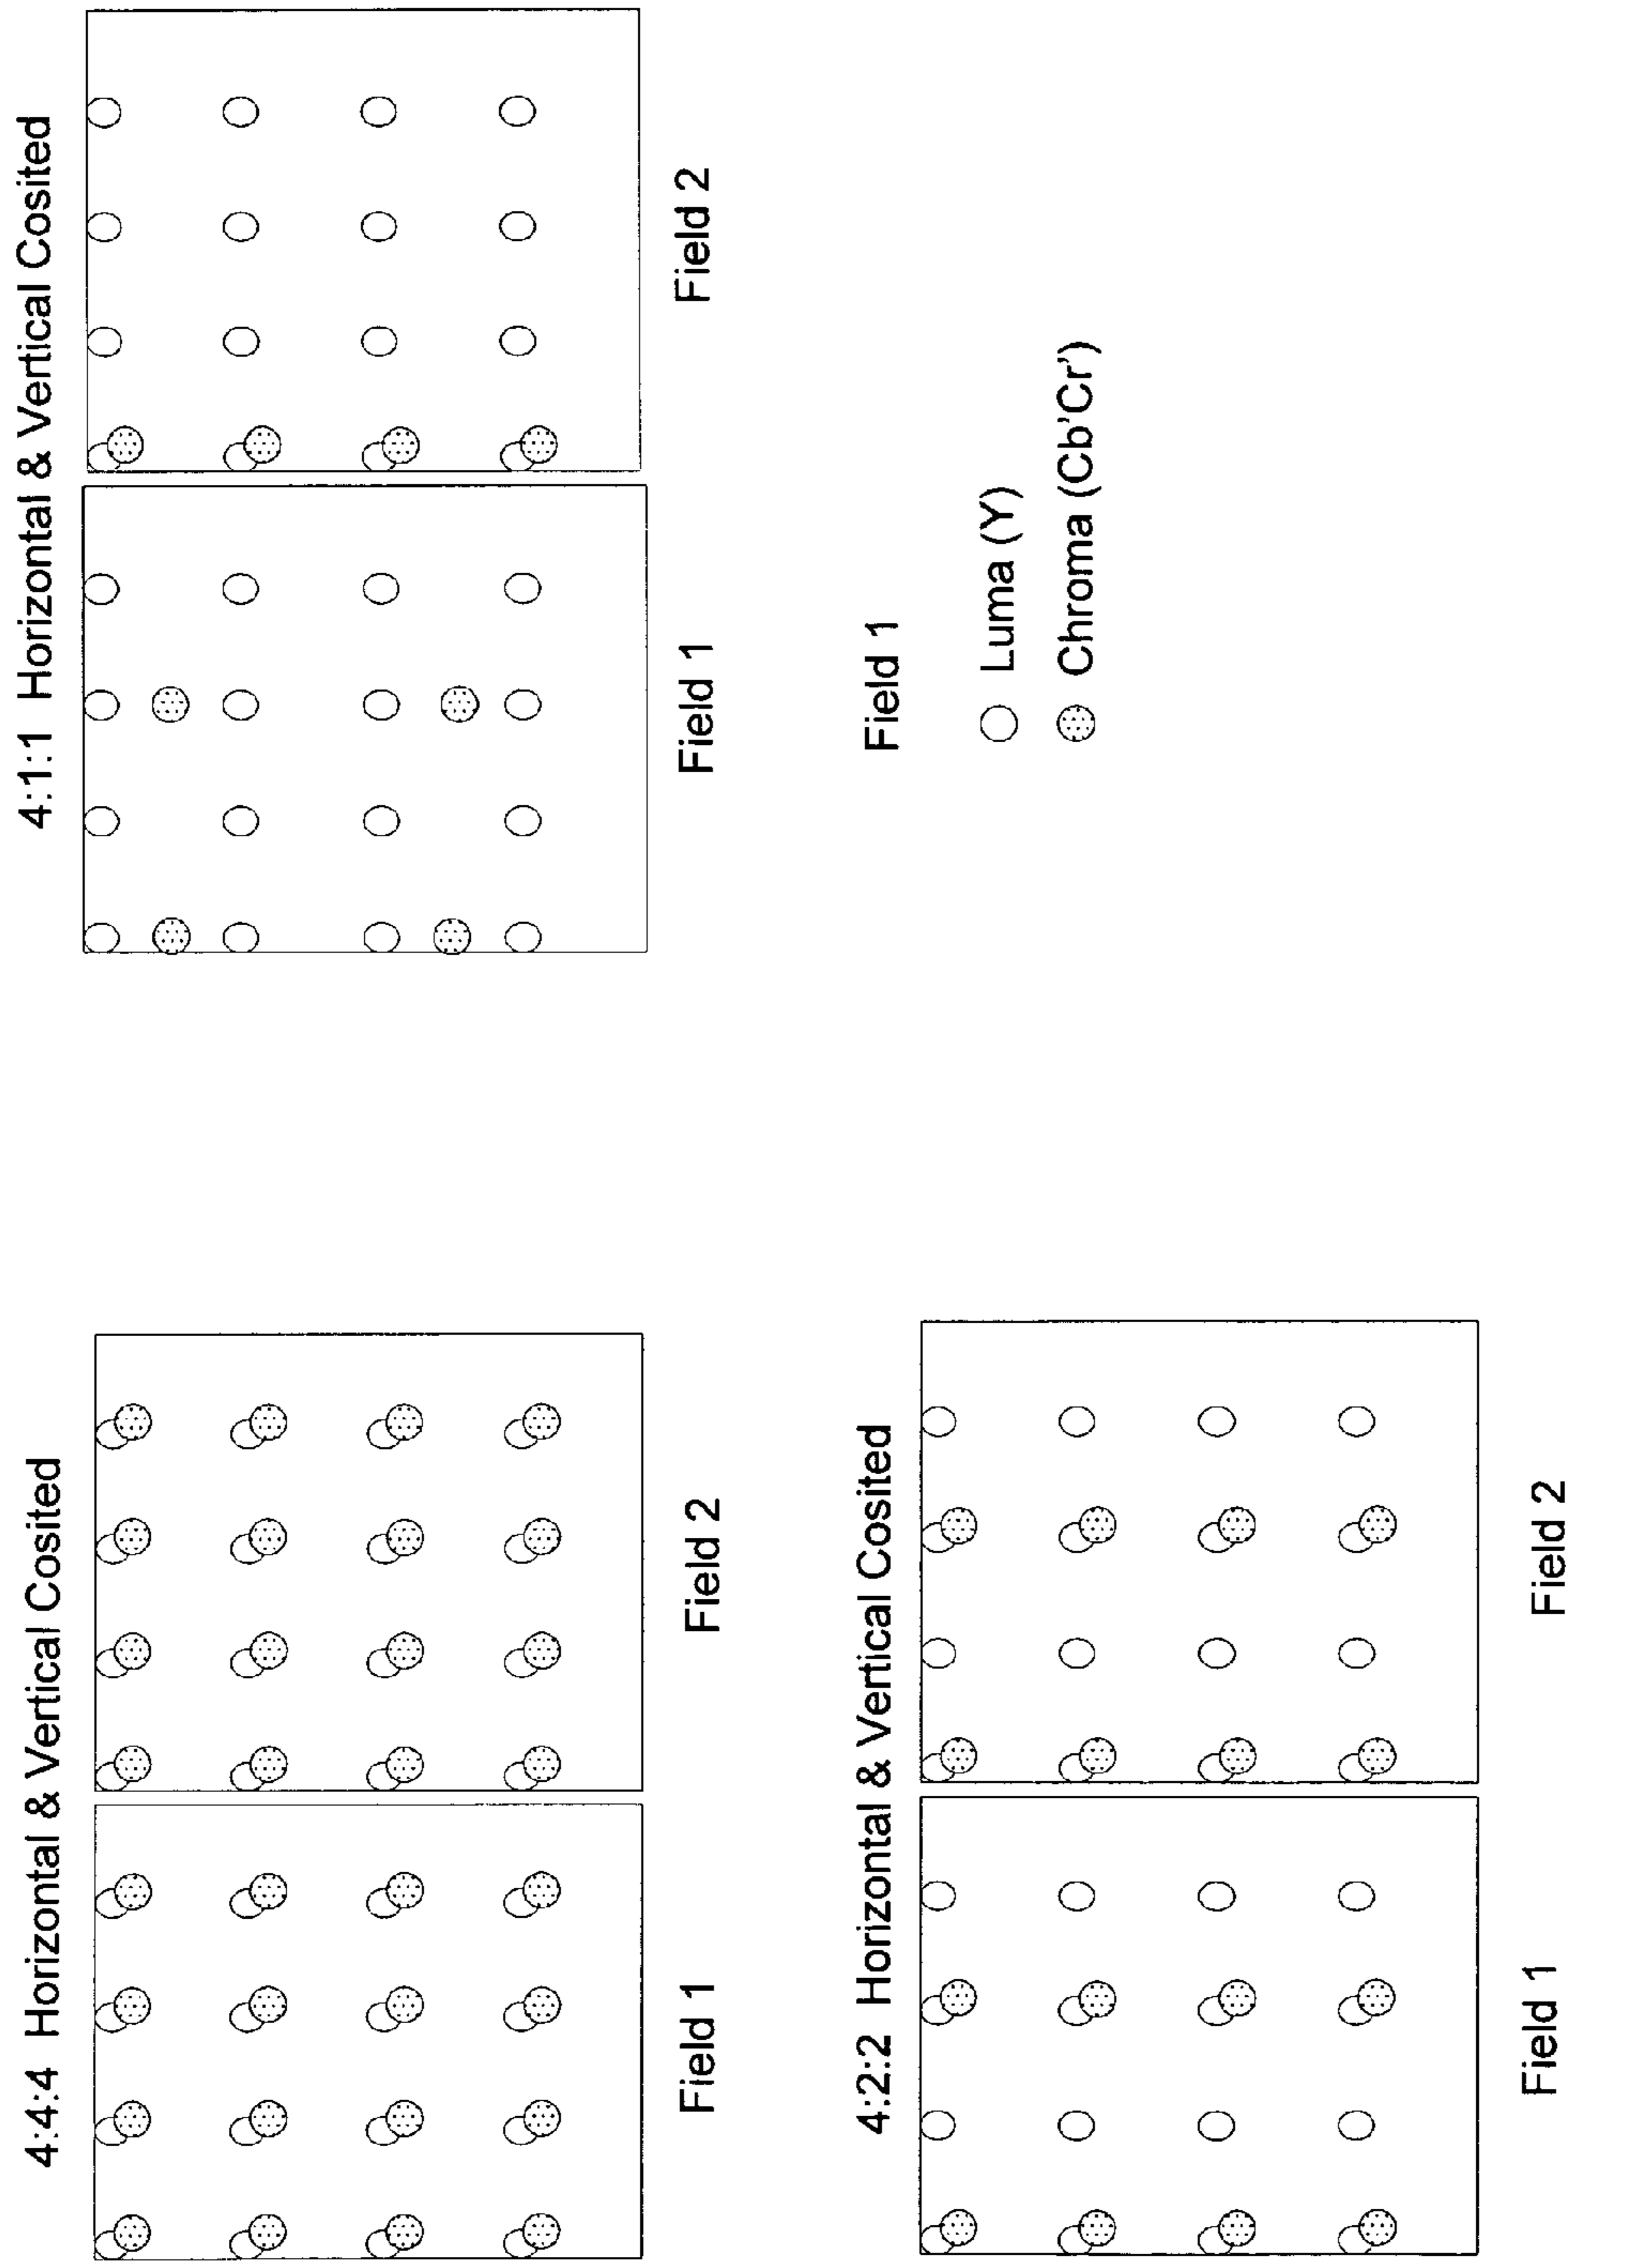 4:4:4 Horizontal & Vertical Cosited
Field 1
Field 2
4:1:1 Horizontal & Vertical Cosited
Field 1
Field 2
4:2:2 Horizontal & Vertical Cosited
Field 1
Field 2
Field 1
Luma (Y)
Chroma (Cb'Cr')